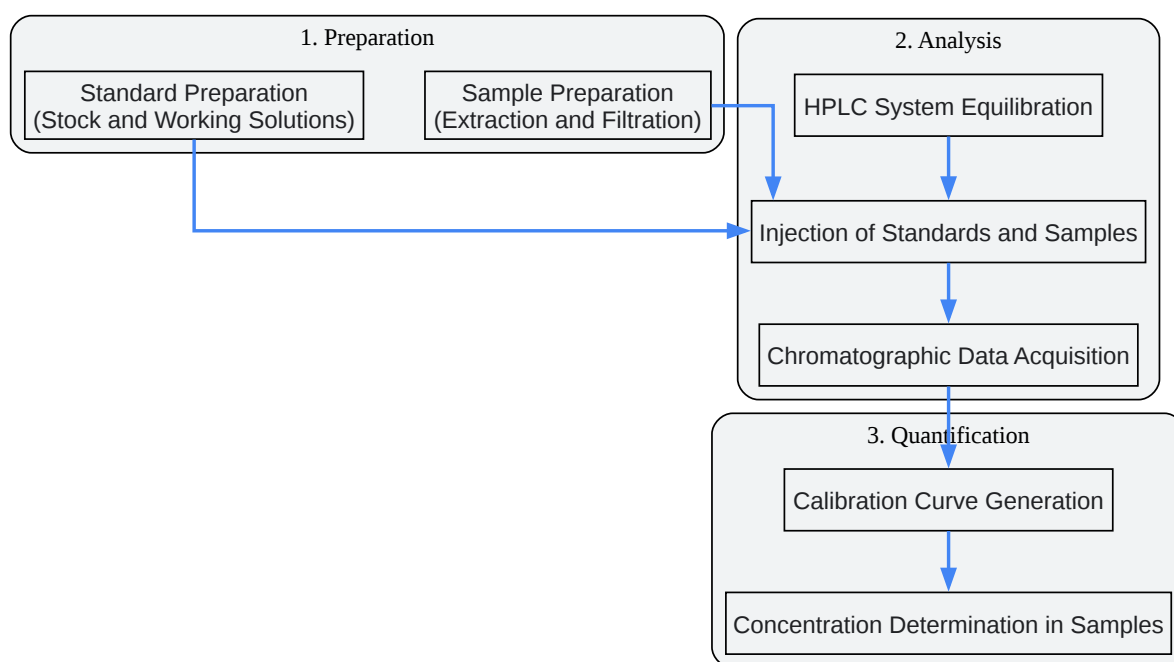 1. Preparation
Standard Preparation
(Stock and Working Solutions)
Sample Preparation
(Extraction and Filtration)
2. Analysis
HPLC System Equilibration
Injection of Standards and Samples
Chromatographic Data Acquisition
3. Quantification
Calibration Curve Generation
Concentration Determination in Samples